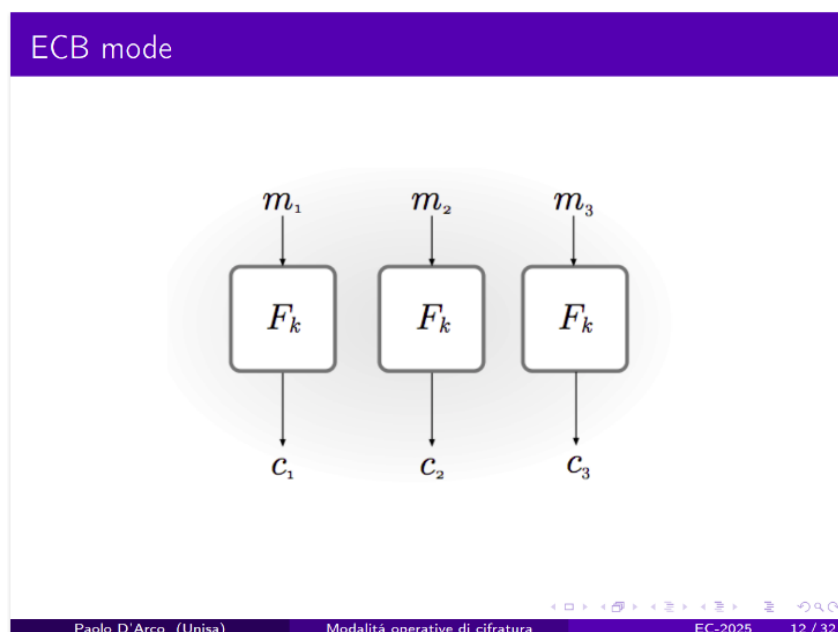 ECB mode
m₁ m₂ m₃
Fₖ Fₖ Fₖ
c₁ c₂ c₃
Paolo D'Arco (Unisa) Modalitá operative di cifratura EC-2025 12 / 32